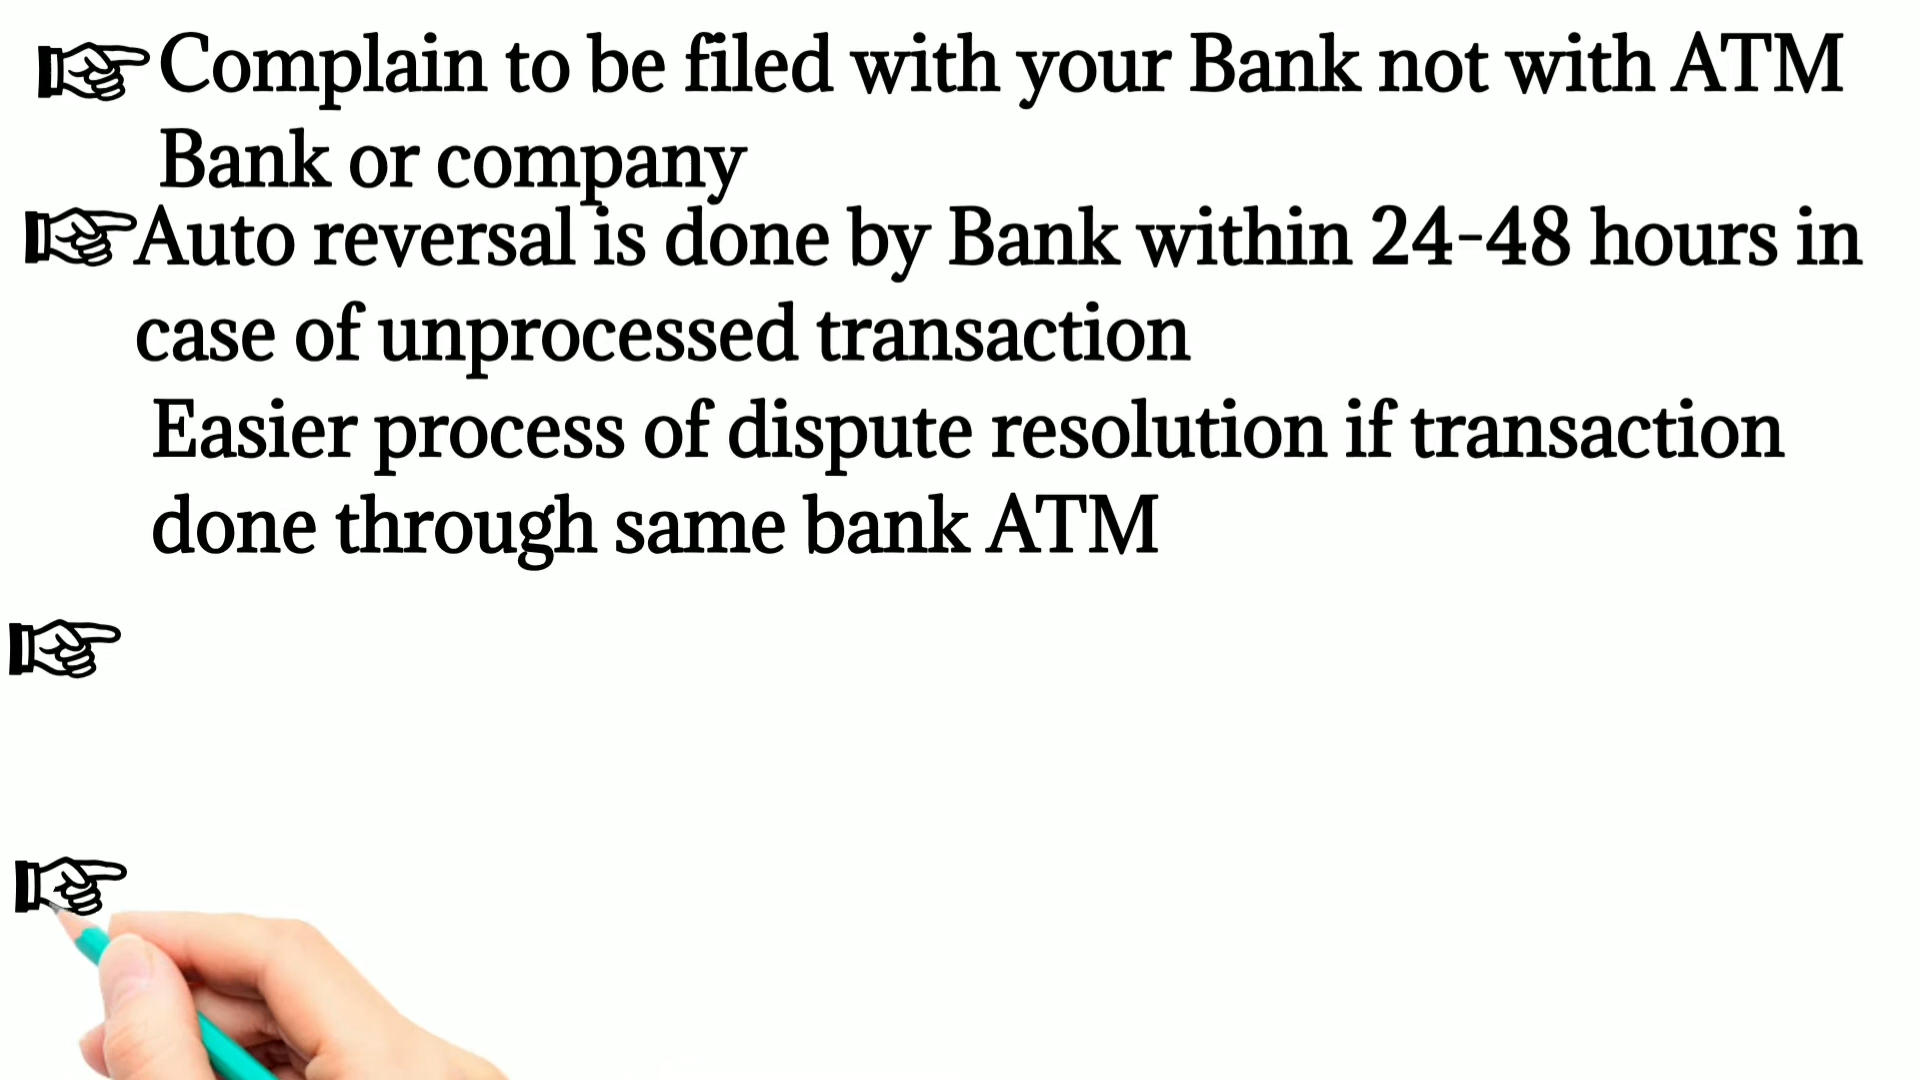 Complain to be filed with your Bank not with ATM
Bank or company
Auto reversal is done by Bank within 24-48 hours in
case of unprocessed transaction
Easier process of dispute resolution if transaction
done through same bank ATM